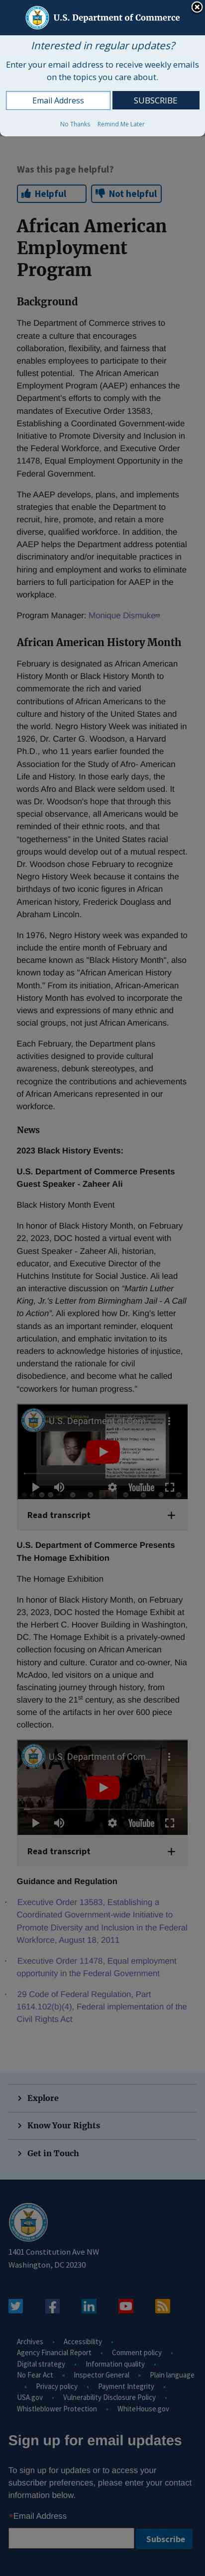 U.S. Department of Commerce
Interested in regular updates?
Enter your email address to receive weekly emails
on the topics you care about.
Email Address
SUBSCRIBE
No Thanks Remind Me Later
Was this page helpful?
Helpful
Not helpful
African American
Employment
Program
Background
The Department of Commerce strives to
create a culture that encourages
collaboration, flexibility, and fairness that
enables employees to participate to their
fullest potential. The African American
Employment Program (AAEP) enhances the
Department's efforts to comply with the
mandates of Executive Order 13583,
Establishing a Coordinated Government-wide
Initiative to Promote Diversity and Inclusion in
the Federal Workforce, and Executive Order
11478, Equal Employment Opportunity in the
Federal Government.
The AAEP develops, plans, and implements
strategies that enable the Department to
recruit, hire, promote, and retain a more
diverse, qualified workforce. In addition, the
AAEP helps the Department address problematic
discriminatory and/or inequitable practices in
hiring and employment and works to eliminate
barriers to full participation for AAEP in the
workplace.
Program Manager: Monique Dismuke
African American History Month
February is designated as African American
History Month or Black History Month to
commemorate the rich and varied
contributions of African Americans to the
culture and history of the United States and
the world. Negro History Week was initiated in
1926, Dr. Carter G. Woodson, a Harvard
Ph.D., who 11 years earlier founded the
Association for the Study of Afro- American
Life and History. To receive holiday, the words
Afro and Black were seldom used. It
was Dr. Woodson's hope that through this
special observance, all Americans would be
reminded of their ethnic roots, and that
“togetherness” in the United States racial
groups would develop out of a mutual respect.
Dr. Woodson chose February to recognize
Negro History Week because it contains the
birthdays of two iconic figures in African
American history, Frederick Douglass and
Abraham Lincoln.
In 1976, Negro History week was expanded to
include the entire month of February and
became known as "Black History Month", also
known today as "African American History
Month." From its initiation, African-American
History Month has evolved to incorporate the
views and experiences of many ethnic and
social groups, not just African Americans.
Each February, the Department plans
activities designed to provide cultural
awareness, debunk stereotypes, and
recognize the contributions and achievements
of African Americans to promote equal in our
workforce.
News
2023 Black History Events:
U.S. Department of Commerce Presents
Guest Speaker - Zaheer Ali
Black History Month Event
In honor of Black History Month, on February
22, 2023, DOC hosted a virtual event with
Guest Speaker - Zaheer Ali, historian,
educator, and Executive Director of the
Hutchins Institute for Social Justice. Ali lead
an interactive discussion on “Martin Luther
King, Jr.'s Letter from Birmingham Jail - A Call
to Action”. Ali explored how Dr. King's letter
stands as an important reminder, eloquent
articulation, and emphatic invitation to its
readers to acknowledge histories of injustice,
understand the rationale for civil
disobedience, and become what he called
“coworkers for human progress.”
U.S. Department of Commerce
YouTube
Read transcript
U.S. Department of Commerce Presents
The Homage Exhibition
The Homage Exhibition
In honor of Black History Month, on February
23, 2023, DOC hosted the Homage Exhibit at
the Herbert C. Hoover Building in Washington,
DC. The Homage Exhibit is a privately-owned
collection focusing on African American
history and culture. Curator and co-owner, Nia
McAdoo, led visitors on a unique and
fascinating journey through history, from
slavery to the 21st century, as she described
some of the artifacts in her over 600 piece
collection.
U.S. Department of Com...
YouTube
Read transcript
Guidance and Regulation
Executive Order 13583, Establishing a
Coordinated Government-wide Initiative to
Promote Diversity and Inclusion in the Federal
Workforce, August 18, 2011
Executive Order 11478, Equal employment
opportunity in the Federal Government
29 Code of Federal Regulation, Part
1614.102(b)(4), Federal implementation of the
Civil Rights Act
Explore
Know Your Rights
Get in Touch
1401 Constitution Ave NW
Washington, DC 20230
Archives
Accessibility
Agency Financial Report
Comment policy
Digital strategy
Information quality
No Fear Act
Inspector General
Plain language
Privacy policy
Payment Integrity
USA.gov
Vulnerability Disclosure Policy
Whistleblower Protection
WhiteHouse.gov
Sign up for email updates
To sign up for updates or to access your
subscriber preferences, please enter your contact
information below.
*Email Address
Subscribe